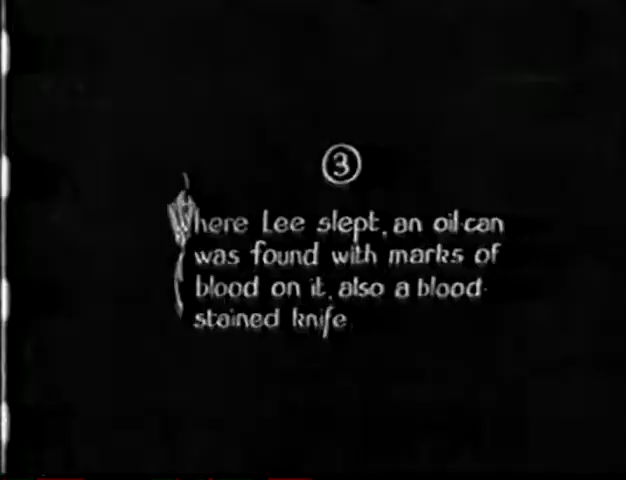 3
Where Lee slept, an oil-can
was found with marks of
blood on it, also a blood-
stained knife.